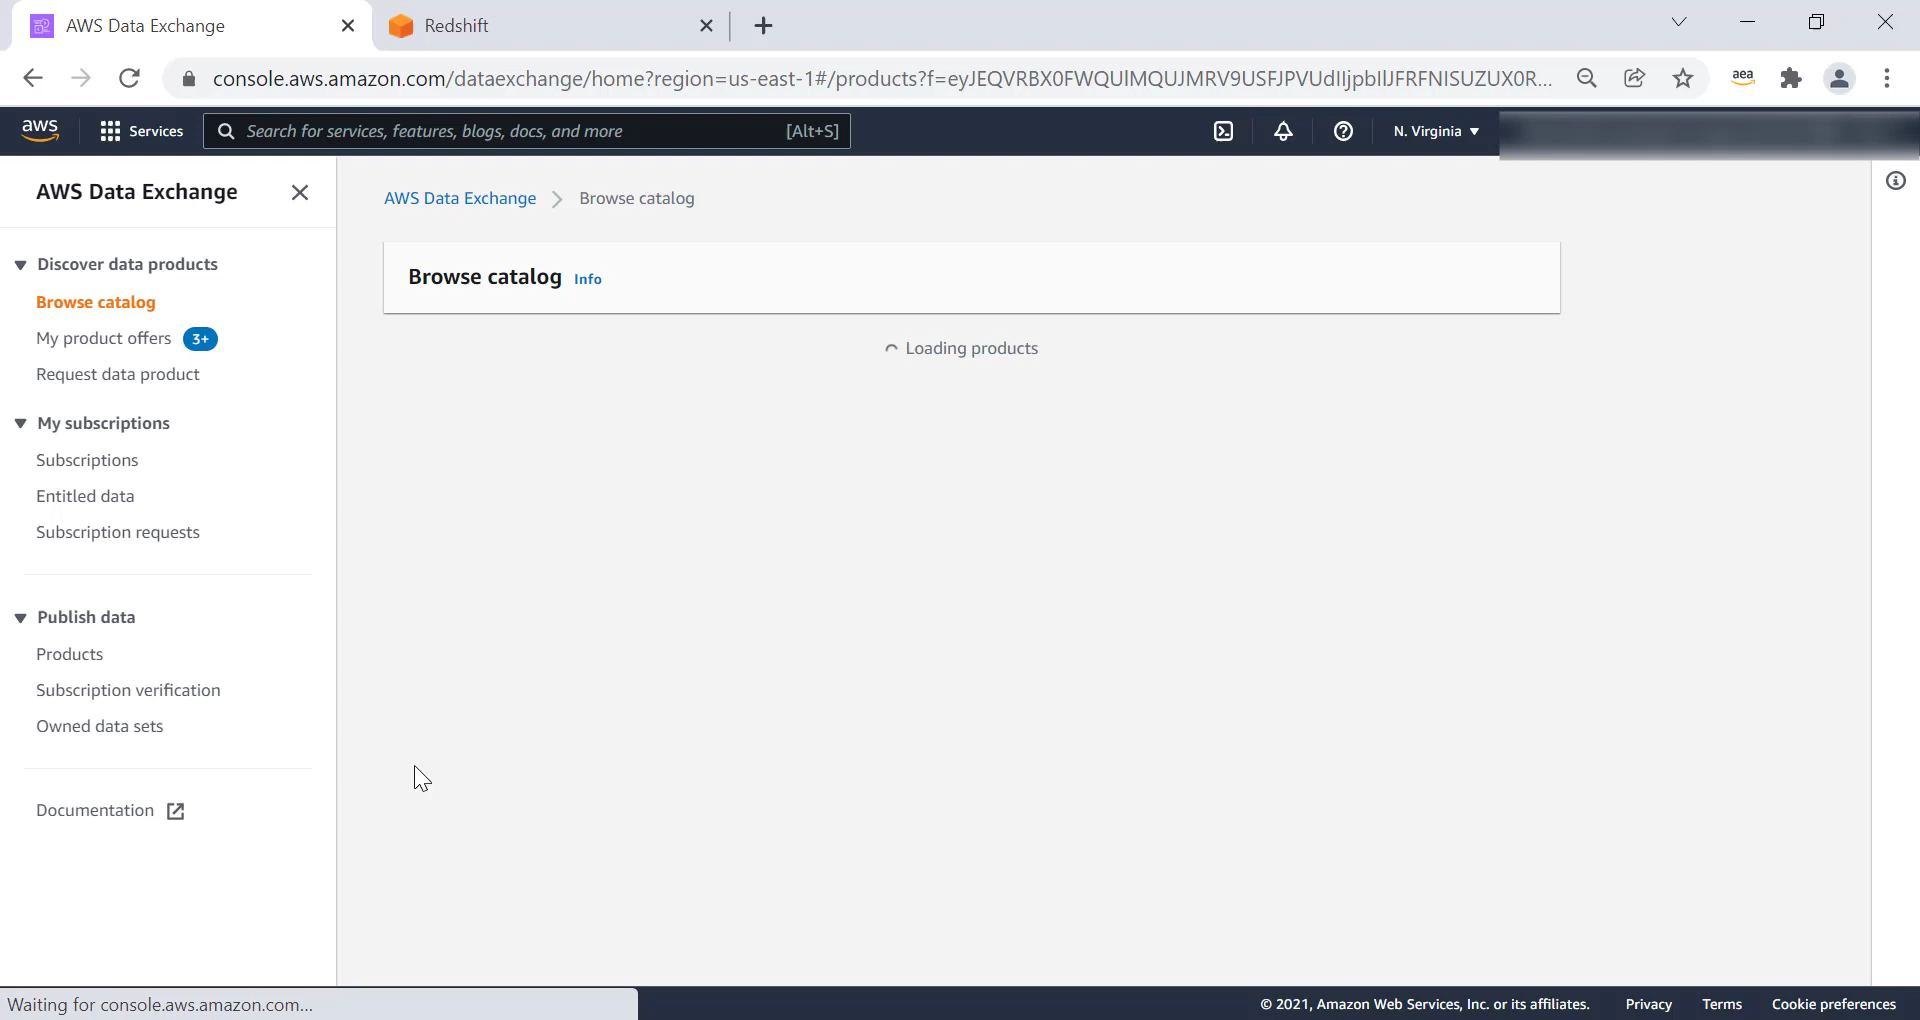 AWS Data Exchange
Redshift
console.aws.amazon.com/dataexchange/home?region=us-east-1#/products?f=eyJEQVRBX0FWQUlMQUJMRV9USFJPVUdIIjpbIlJFRFNISUZUX0R...
aea
aws
Services
Search for services, features, blogs, docs, and more
[Alt+S]
N. Virginia
AWS Data Exchange
Discover data products
Browse catalog
My product offers 3+
Request data product
My subscriptions
Subscriptions
Entitled data
Subscription requests
Publish data
Products
Subscription verification
Owned data sets
Documentation
AWS Data Exchange > Browse catalog
Browse catalog Info
Loading products
Waiting for console.aws.amazon.com...
© 2021, Amazon Web Services, Inc. or its affiliates.
Privacy
Terms
Cookie preferences